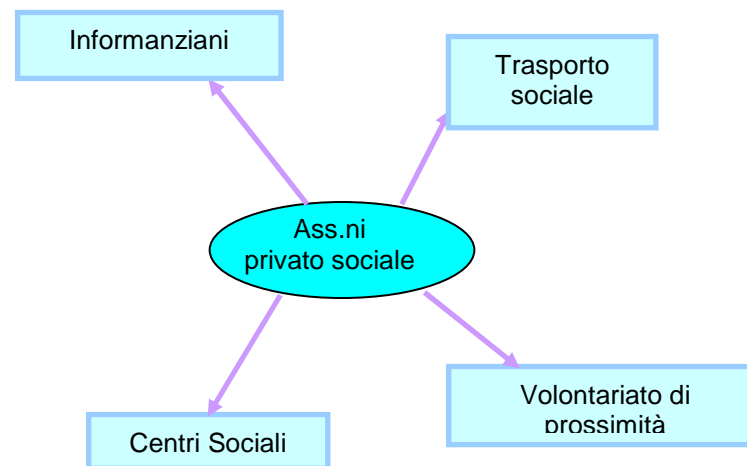 Informanziani
Trasporto
sociale
Ass.ni
privato sociale
Volontariato di
prossimità
Centri Sociali